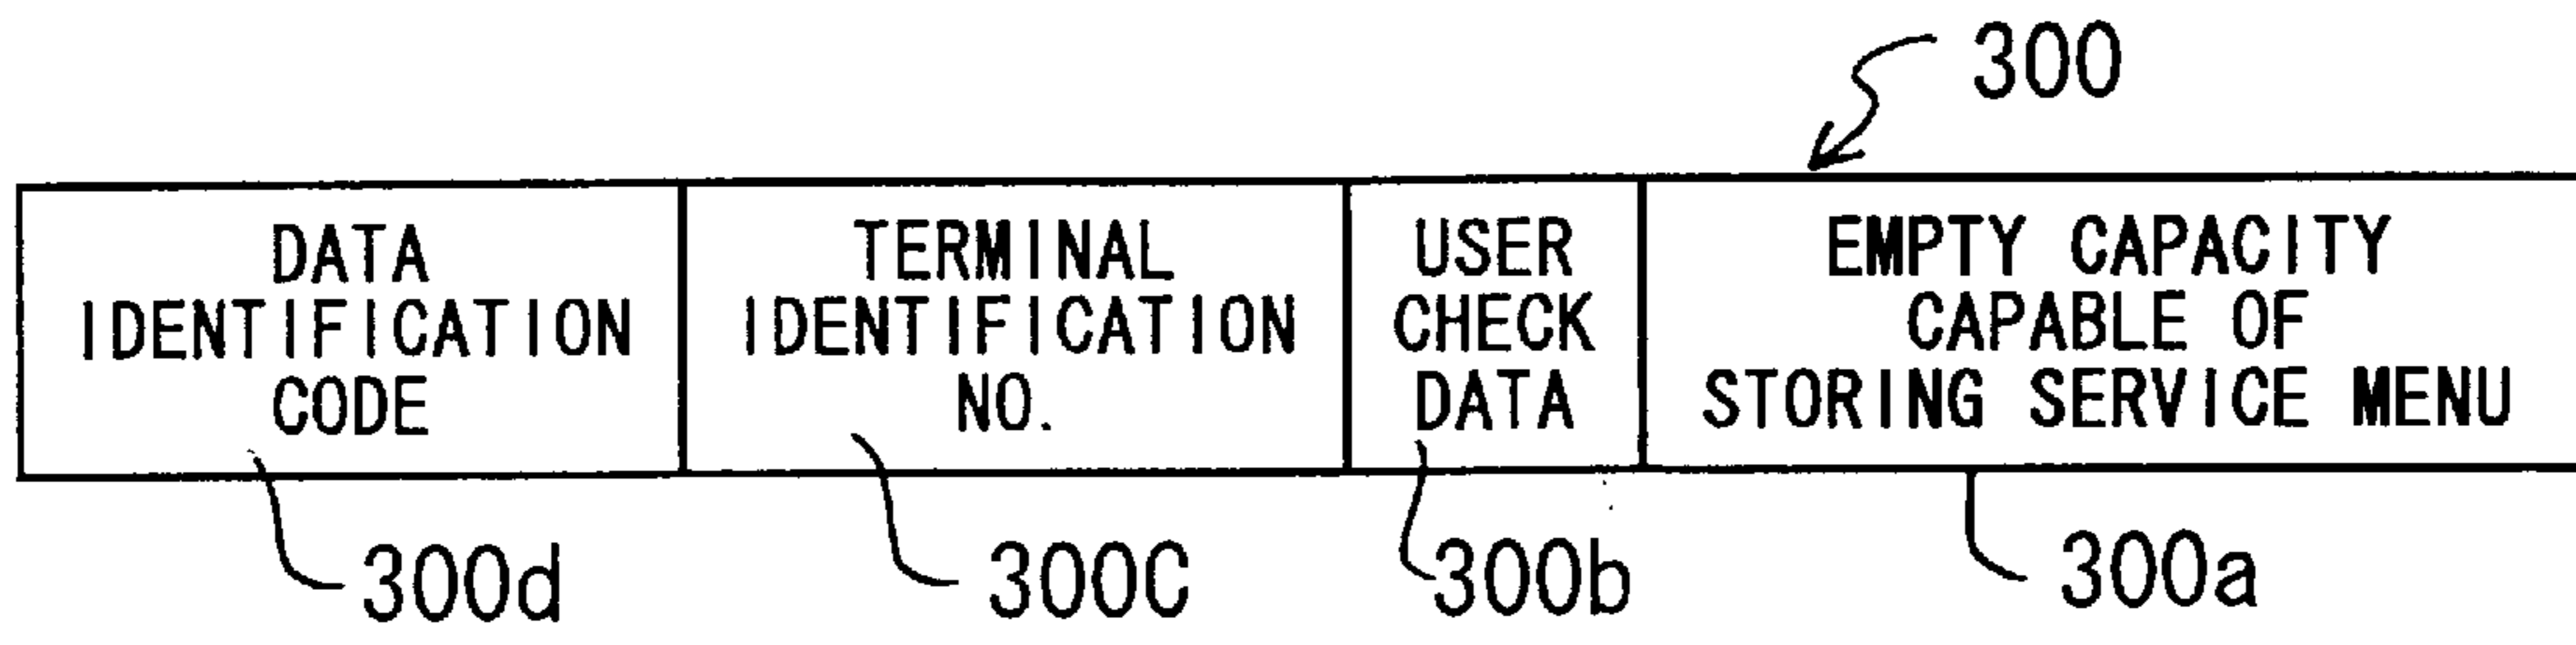 300
DATA
IDENTIFICATION
CODE
TERMINAL
IDENTIFICATION
NO.
USER
CHECK
DATA
EMPTY CAPACITY
CAPABLE OF
STORING SERVICE MENU
300d
300C
300b
300a